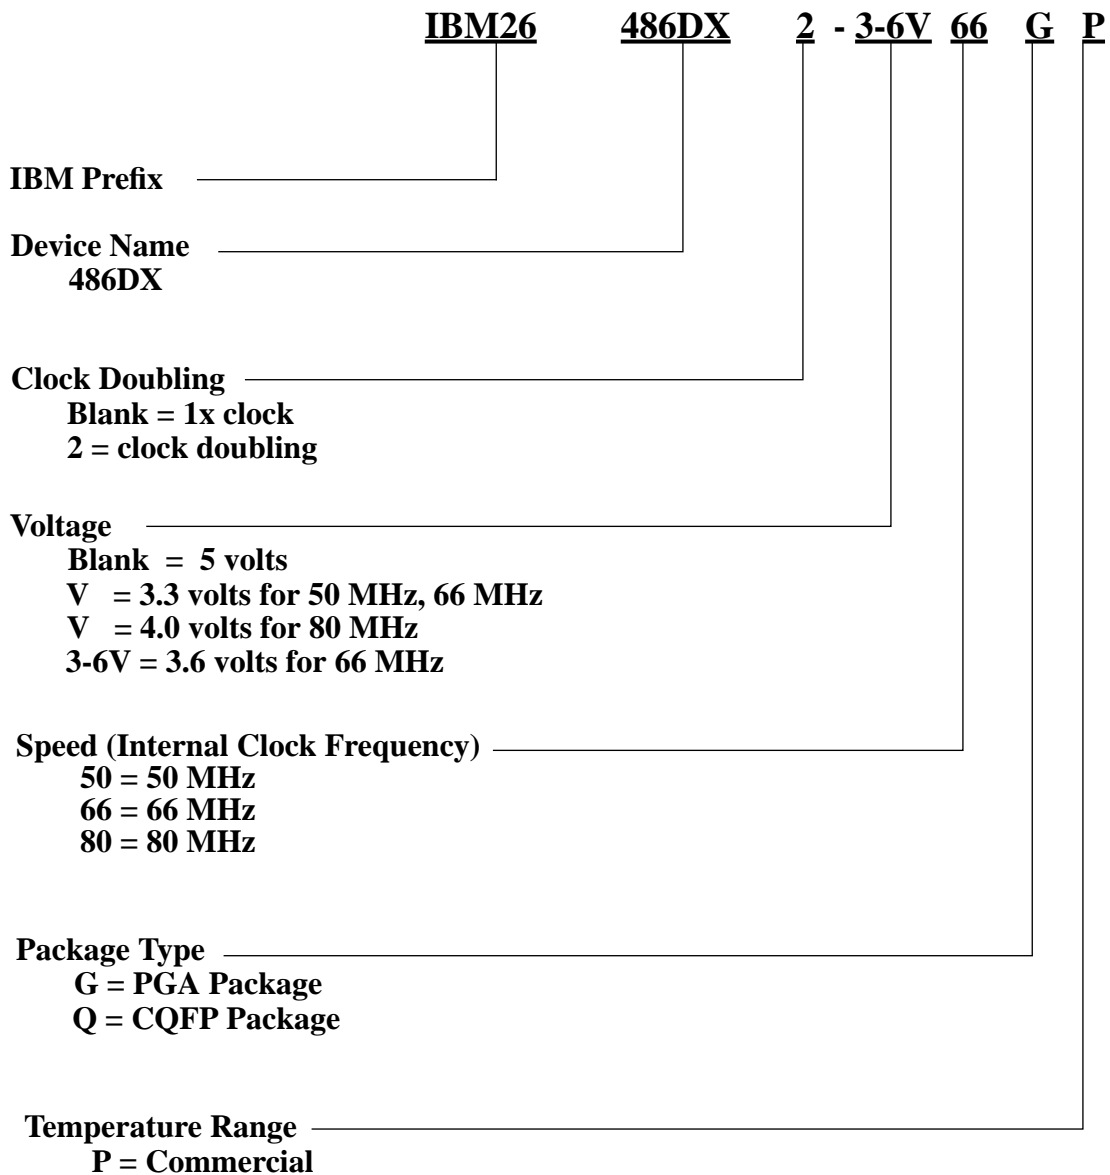 IBM26 486DX 2 - 3-6V 66 G P
IBM Prefix
Device Name
486DX
Clock Doubling
Blank = 1x clock
2 = clock doubling
Voltage
Blank = 5 volts
V = 3.3 volts for 50 MHz, 66 MHz
V = 4.0 volts for 80 MHz
3-6V = 3.6 volts for 66 MHz
Speed (Internal Clock Frequency)
50 = 50 MHz
66 = 66 MHz
80 = 80 MHz
Package Type
G = PGA Package
Q = CQFP Package
Temperature Range
P = Commercial